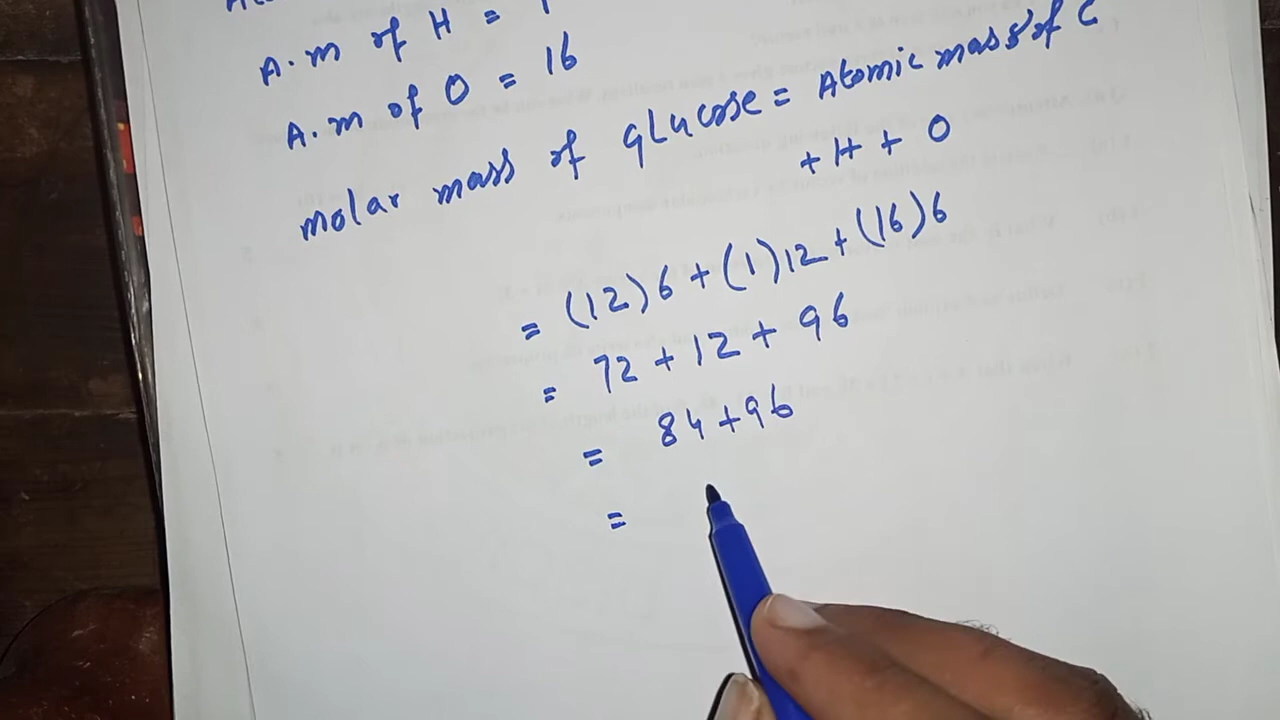 A.m of H =
A.m of O = 16
Molar mass of glucose = Atomic mass of C
+ H + O
= (12)6 + (1)12 + (16)6
= 72 + 12 + 96
= 84 + 96
=